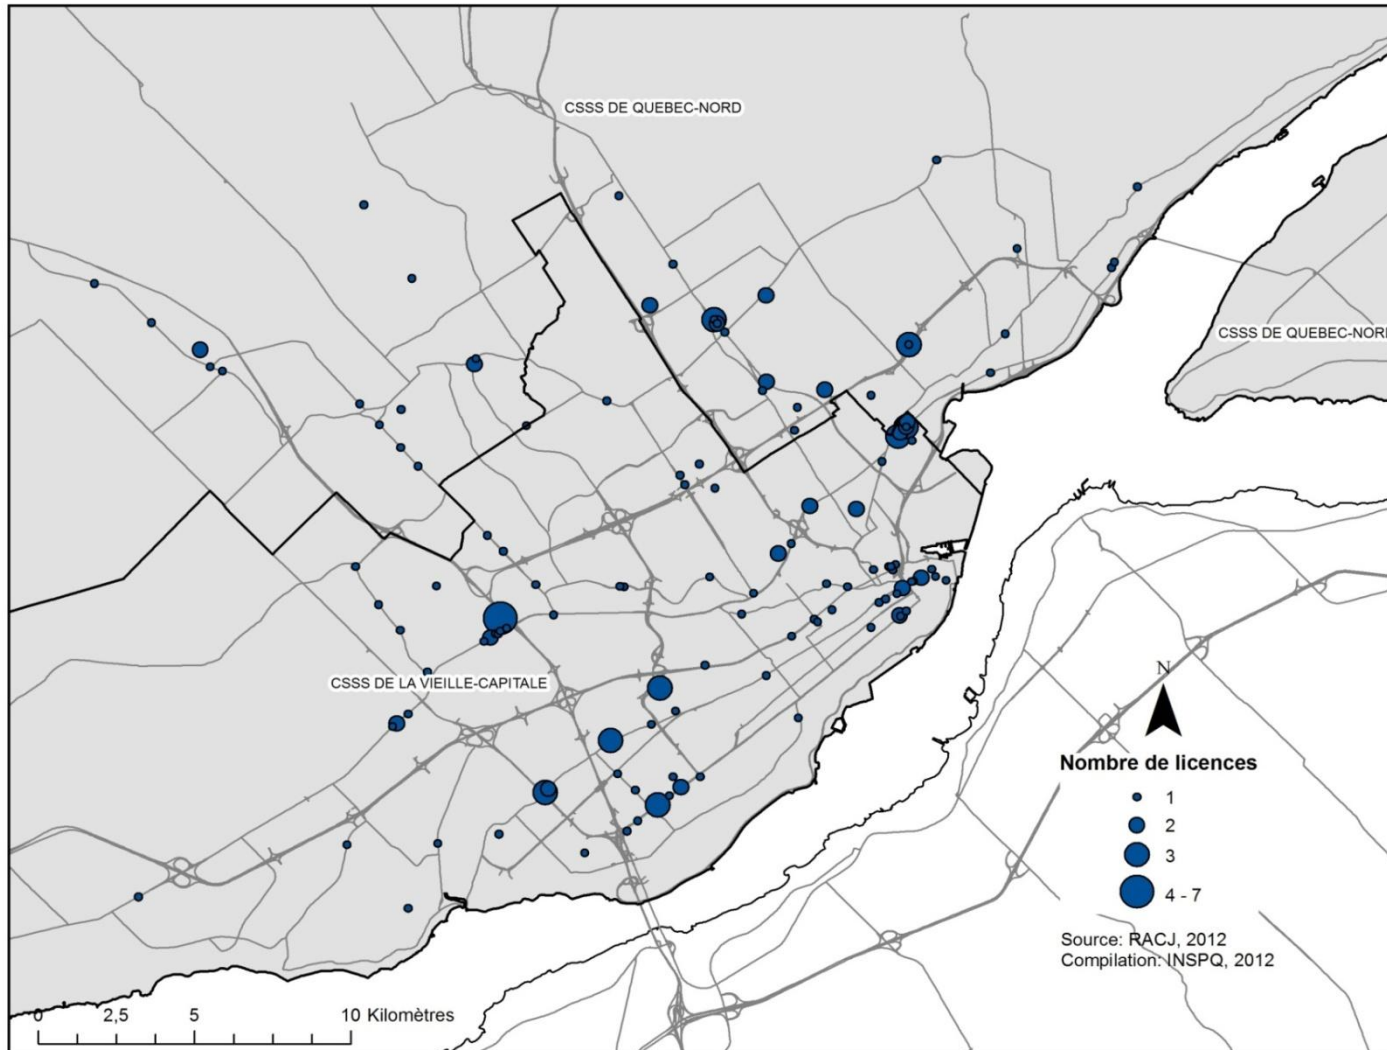 CSSS DE QUEBEC-NORD
CSSS DE QUEBEC-NOR
CSSS DE LA VIEILLE-CAPITALE
N
Nombre de licences
1
2
3
4 - 7
Source: RACJ, 2012
Compilation: INSPQ, 2012
0 2,5 5 10 Kilomètres